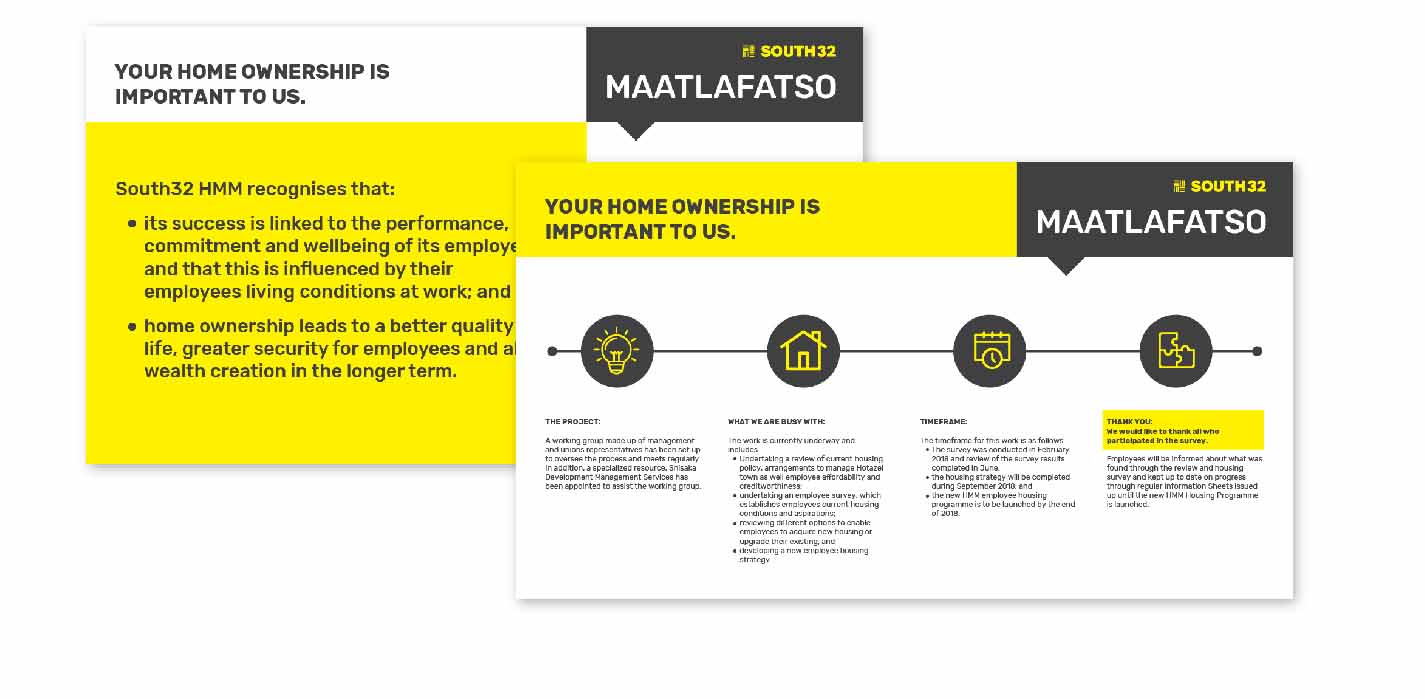 YOUR HOME OWNERSHIP IS
IMPORTANT TO US.
SOUTH32
MAATLAFATSO
South32 HMM recognises that:
• its success is linked to the performance,
commitment and wellbeing of its
and that this is influenced by their
employees living conditions at work; and
• home ownership leads to a better quality
life, greater security for employees and
wealth creation in the longer term.
YOUR HOME OWNERSHIP IS
IMPORTANT TO US.
SOUTH32
MAATLAFATSO
THE PROJECT:
A working group made up of management
and unions representatives has been set up
to oversee the process and meets regularly
In addition, a specialized resource, Shisaka
Development Management Services has
been appointed to assist the working group.
WHAT WE ARE BUSY WITH:
The work is currently underway and
includes:
• Undertaking a review of current housing
policy, arrangements to manage Hotazel
town as well employee affordability and
creditworthiness;
• undertaking an employee survey, which
establishes employees current housing
conditions and aspirations;
• reviewing different options to enable
employees to acquire new housing or
upgrade their existing; and
• developing a new employee housing
strategy
TIMEFRAME:
The timeframe for this work is as follows
• The survey was conducted in February
2018 and review of the survey results
completed in June.
• the housing strategy will be completed
during September 2018; and
• the new HMM employee housing
programme is to be launched by the end
of 2018.
THANK YOU:
We would like to thank all who
participated in the survey.
Employees will be informed about what was
found through the review and housing
survey and kept up to date on progress
through regular Information Sheets issued
up until the new HMM Housing Programme
is launched.